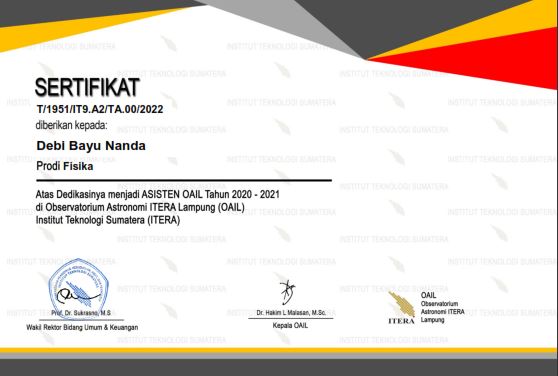 SERTIFIKAT
T/1951/IT9.A2/TA.00/2022
diberikan kepada:
Debi Bayu Nanda
Prodi Fisika
Atas Dedikasinya menjadi ASISTEN OAIL Tahun 2020 - 2021
di Observatorium Astronomi ITERA Lampung (OAIL)
Institut Teknologi Sumatera (ITERA)
Prof. Dr. Sukrasno, M.S
Wakil Rektor Bidang Umum & Keuangan
Dr. Hakim L Malasan, M.Sc.
Kepala OAIL
ITERA
OAIL
Observatorium
Astronomi ITERA
Lampung
INSTITUT TEKNOLOGI SUMATERA